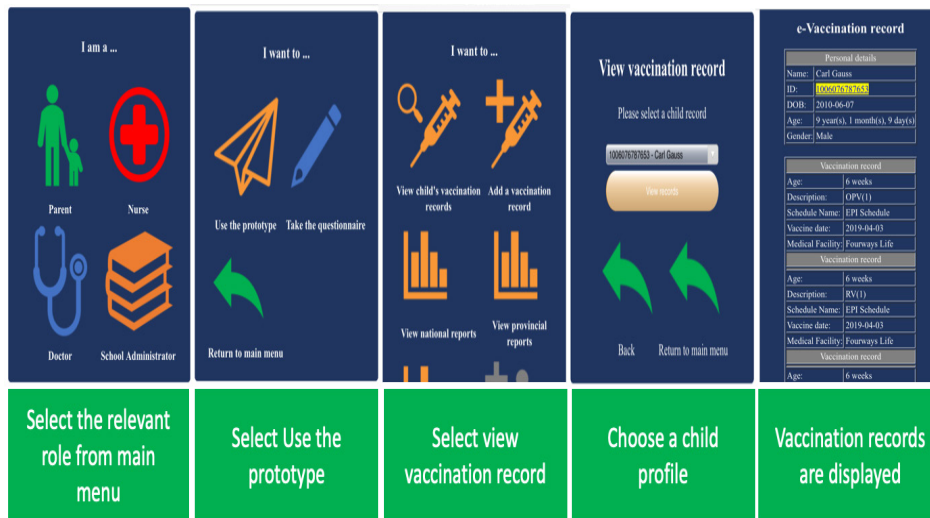 I am a ...
Parent
Nurse
Doctor
School Administrator
I want to ...
Use the prototype
Take the questionnaire
Return to main menu
I want to ...
View child's vaccination
records
Add a vaccination
record
View national reports
View provincial
reports
View vaccination record
Please select a child record
1006076787653 - Carl Gauss
View records
Back
Return to main menu
e-Vaccination record
Personal details
Name: Carl Gauss
ID: 1006076787653
DOB: 2010-06-07
Age: 9 year(s), 1 month(s), 9 day(s)
Gender: Male
Vaccination record
Age: 6 weeks
Description: OPV(1)
Schedule Name: EPI Schedule
Vaccine date: 2019-04-03
Medical Facility: Fourways Life
Vaccination record
Age: 6 weeks
Description: RV(1)
Schedule Name: EPI Schedule
Vaccine date: 2019-04-03
Medical Facility: Fourways Life
Vaccination record
Age: 6 weeks
Select the relevant
role from main
menu
Select Use the
prototype
Select view
vaccination record
Choose a child
profile
Vaccination records
are displayed